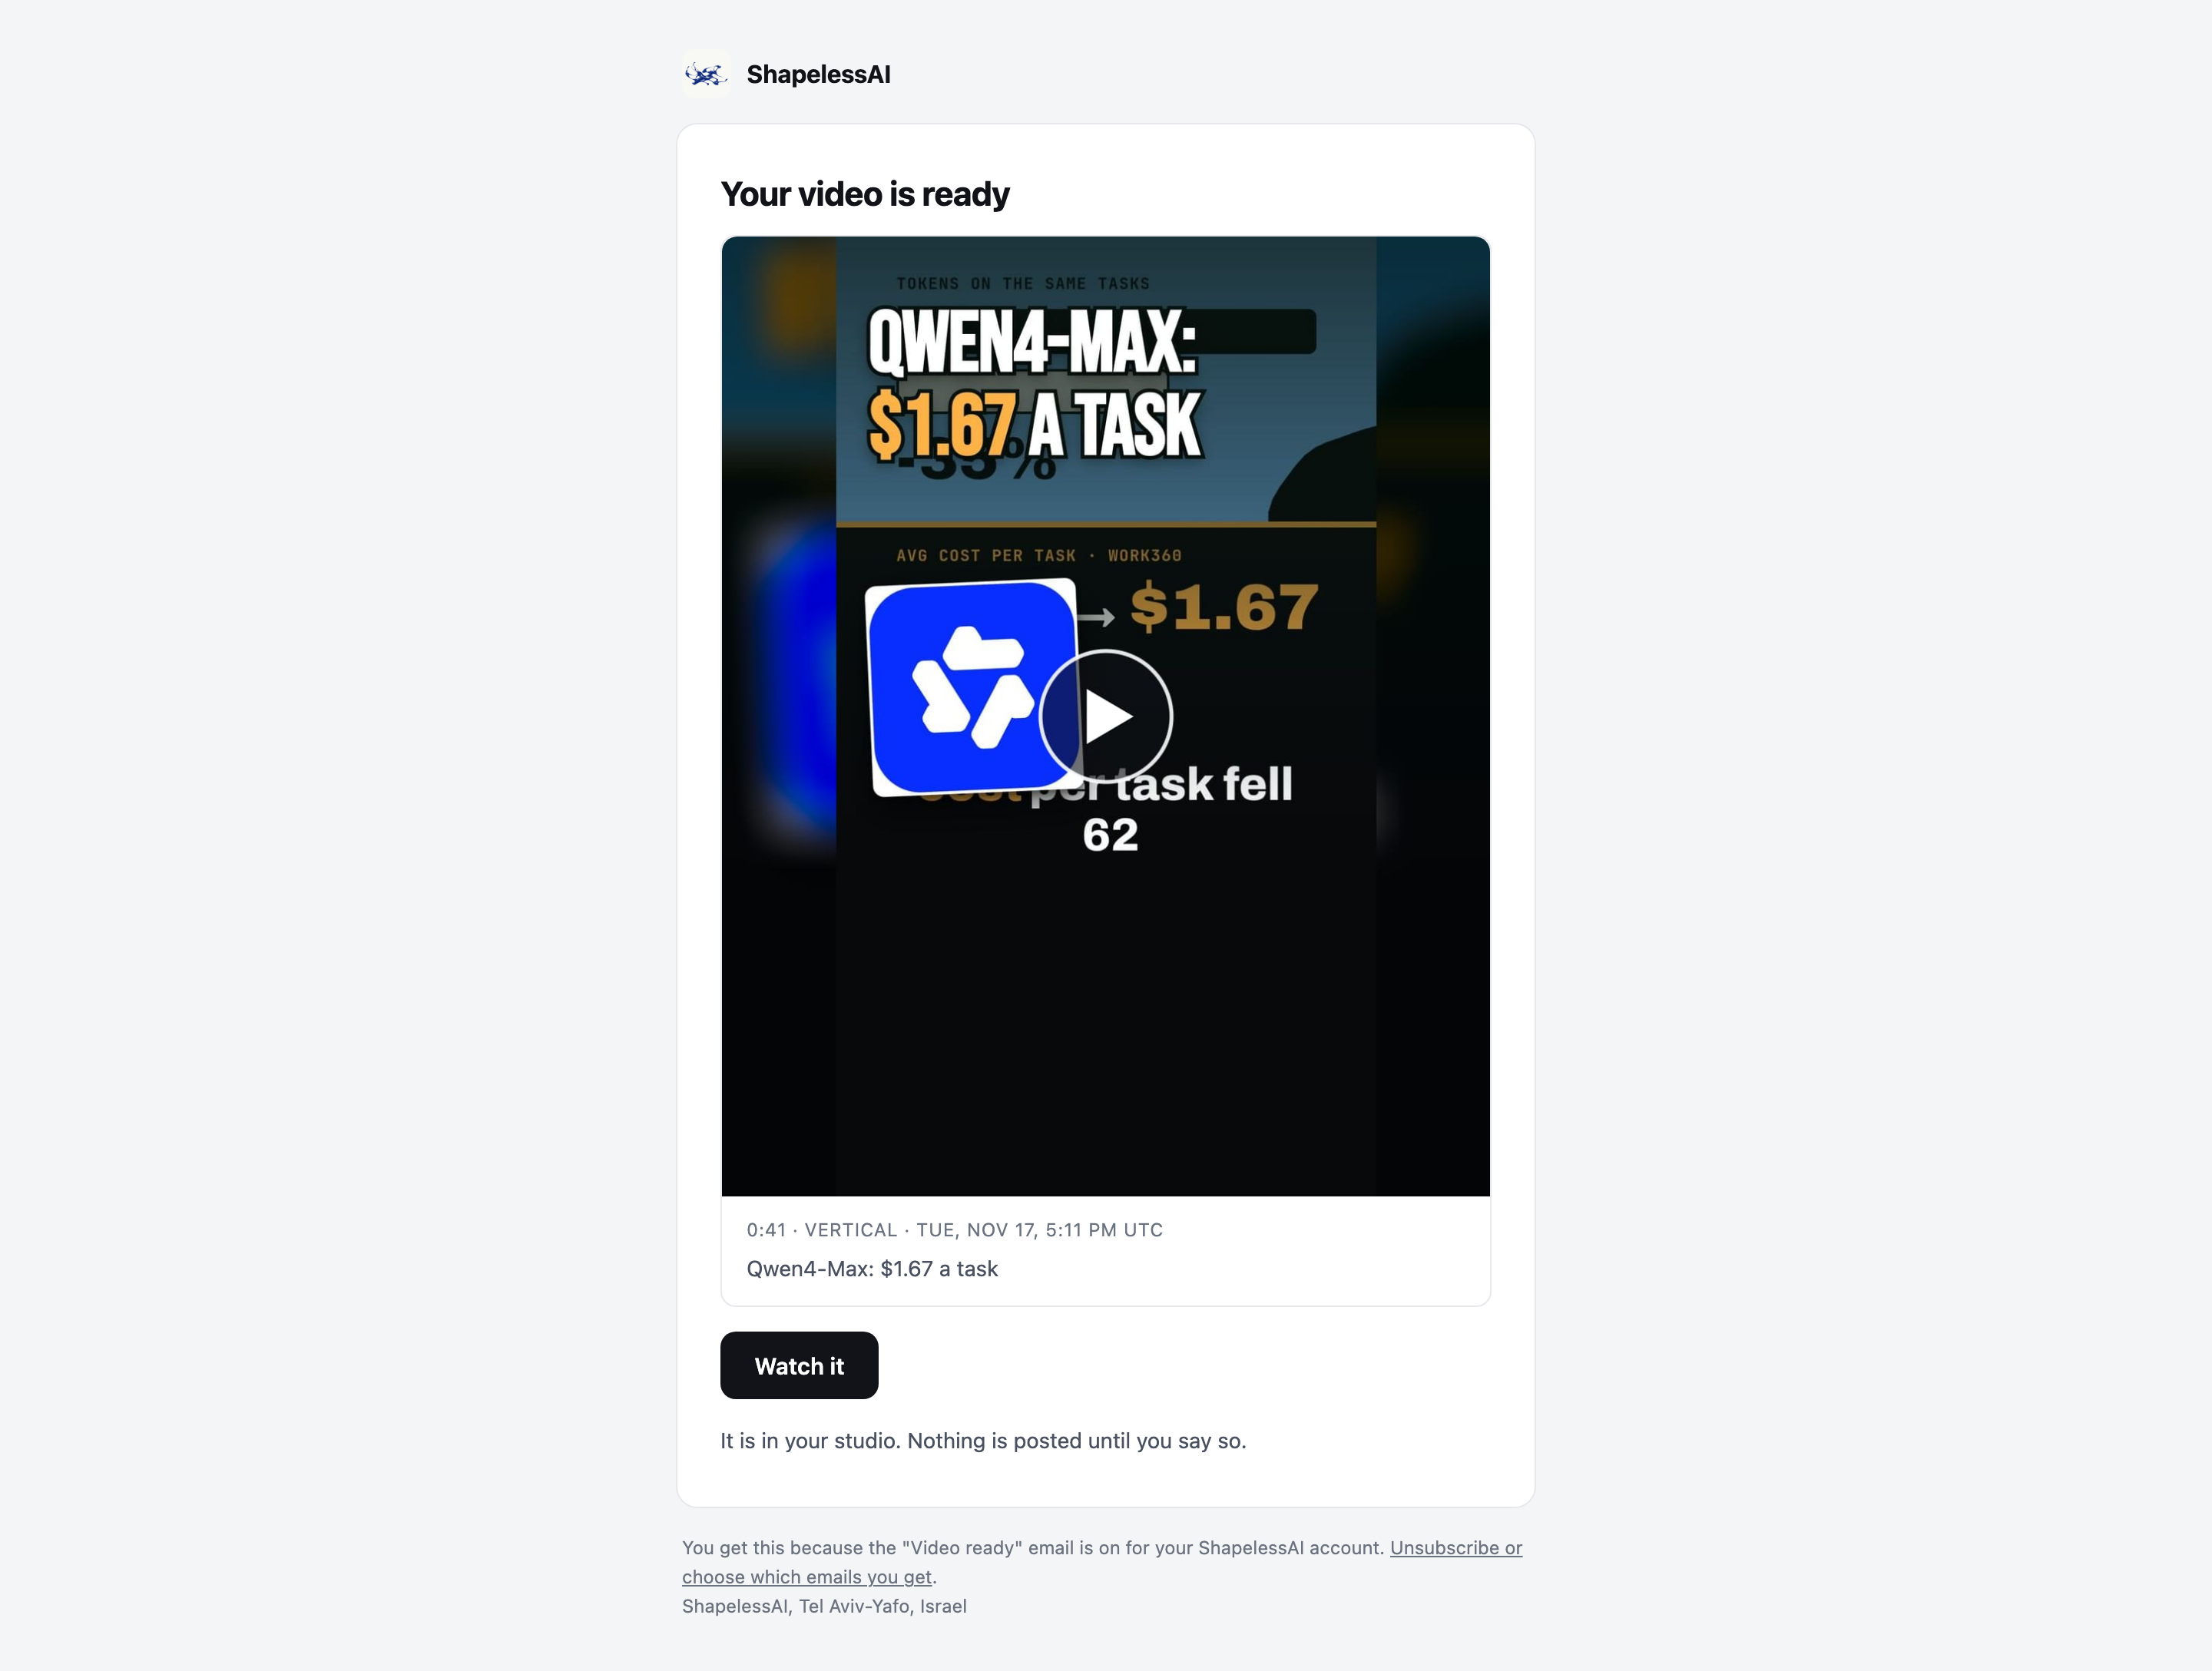 ShapelessAI
Your video is ready
TOKENS ON THE SAME TASKS
QWEN4-MAX:
$1.67 A TASK
AVG COST PER TASK · WORK360
→ $1.67
per task fell
62
0:41 · VERTICAL · TUE, NOV 17, 5:11 PM UTC
Qwen4-Max: $1.67 a task
Watch it
It is in your studio. Nothing is posted until you say so.
You get this because the "Video ready" email is on for your ShapelessAI account. Unsubscribe or
choose which emails you get.
ShapelessAI, Tel Aviv-Yafo, Israel